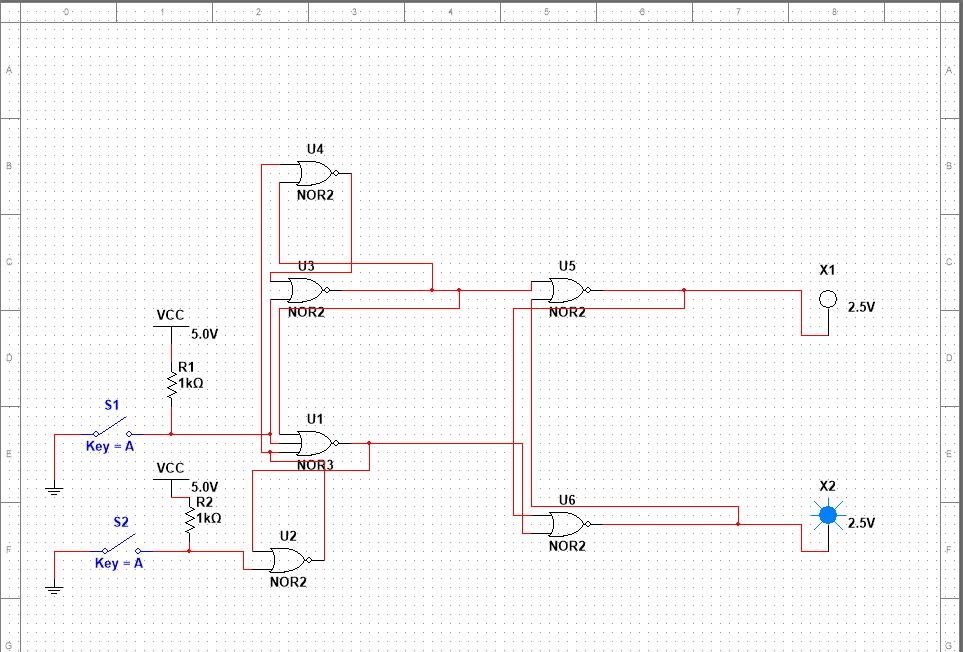 0 1 2 3 4 5 6 7 8
A A
U4
B B
NOR2
C U3 U5 C
X1
2.5V
NOR2 NOR2
VCC
5.0V
D D
R1
1kΩ
S1
U1
Key = A
E E
NOR3
VCC
5.0V
X2
R2
U6
1kΩ
S2
2.5V
U2
NOR2
F F
Key = A
NOR2
G G